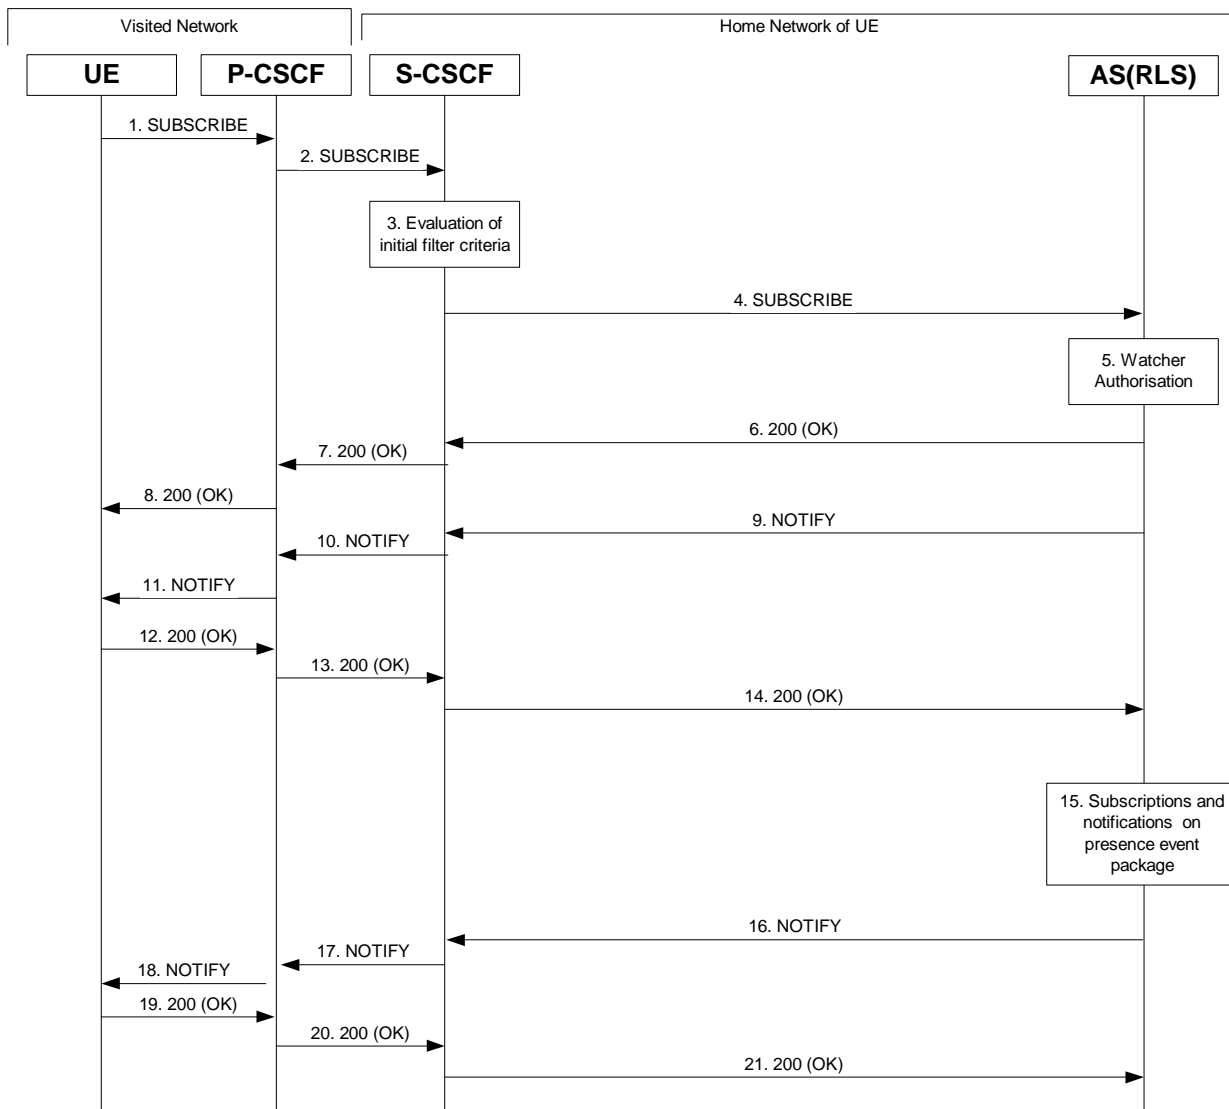 Visited Network
Home Network of UE
UE
P-CSCF
S-CSCF
AS(RLS)
1. SUBSCRIBE
2. SUBSCRIBE
3. Evaluation of
initial filter criteria
4. SUBSCRIBE
5. Watcher
Authorisation
6. 200 (OK)
7. 200 (OK)
8. 200 (OK)
9. NOTIFY
10. NOTIFY
11. NOTIFY
12. 200 (OK)
13. 200 (OK)
14. 200 (OK)
15. Subscriptions and
notifications on
presence event
package
16. NOTIFY
17. NOTIFY
18. NOTIFY
19. 200 (OK)
20. 200 (OK)
21. 200 (OK)